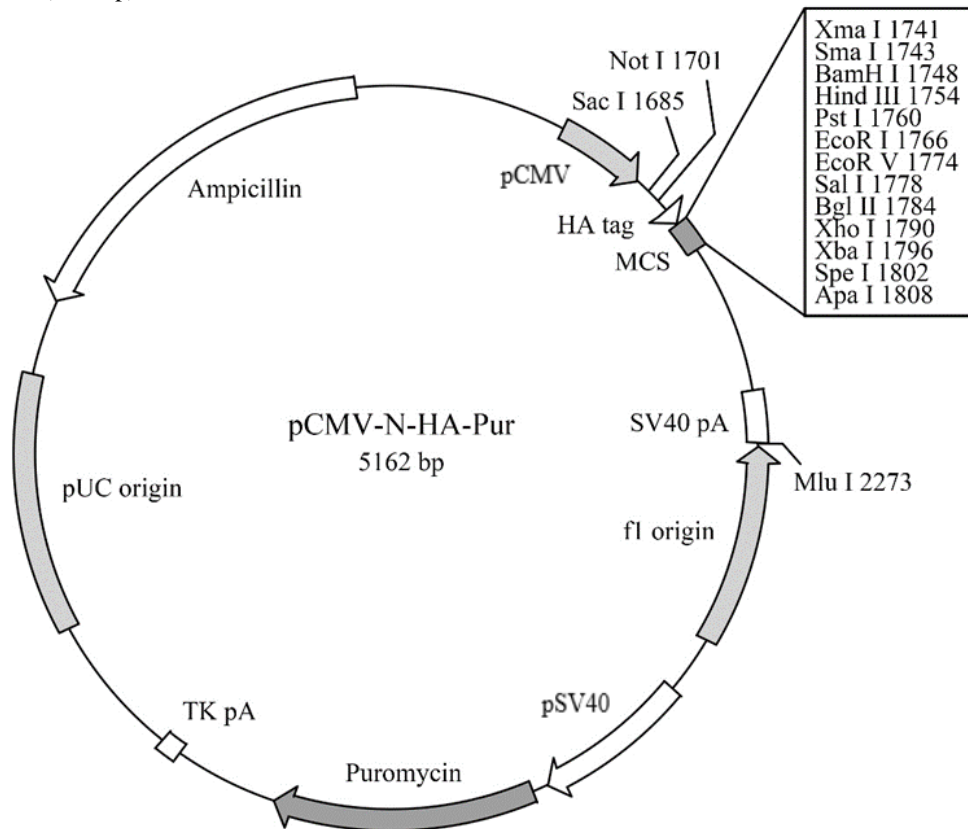 Xma I 1741
Sma I 1743
BamH I 1748
Hind III 1754
Pst I 1760
EcoR I 1766
EcoR V 1774
Sal I 1778
Bgl II 1784
Xho I 1790
Xba I 1796
Spe I 1802
Apa I 1808
Not I 1701
Sac I 1685
pCMV
Ampicillin
HA tag
MCS
pCMV-N-HA-Pur
5162 bp
SV40 pA
Mlu I 2273
pUC origin
f1 origin
pSV40
TK pA
Puromycin